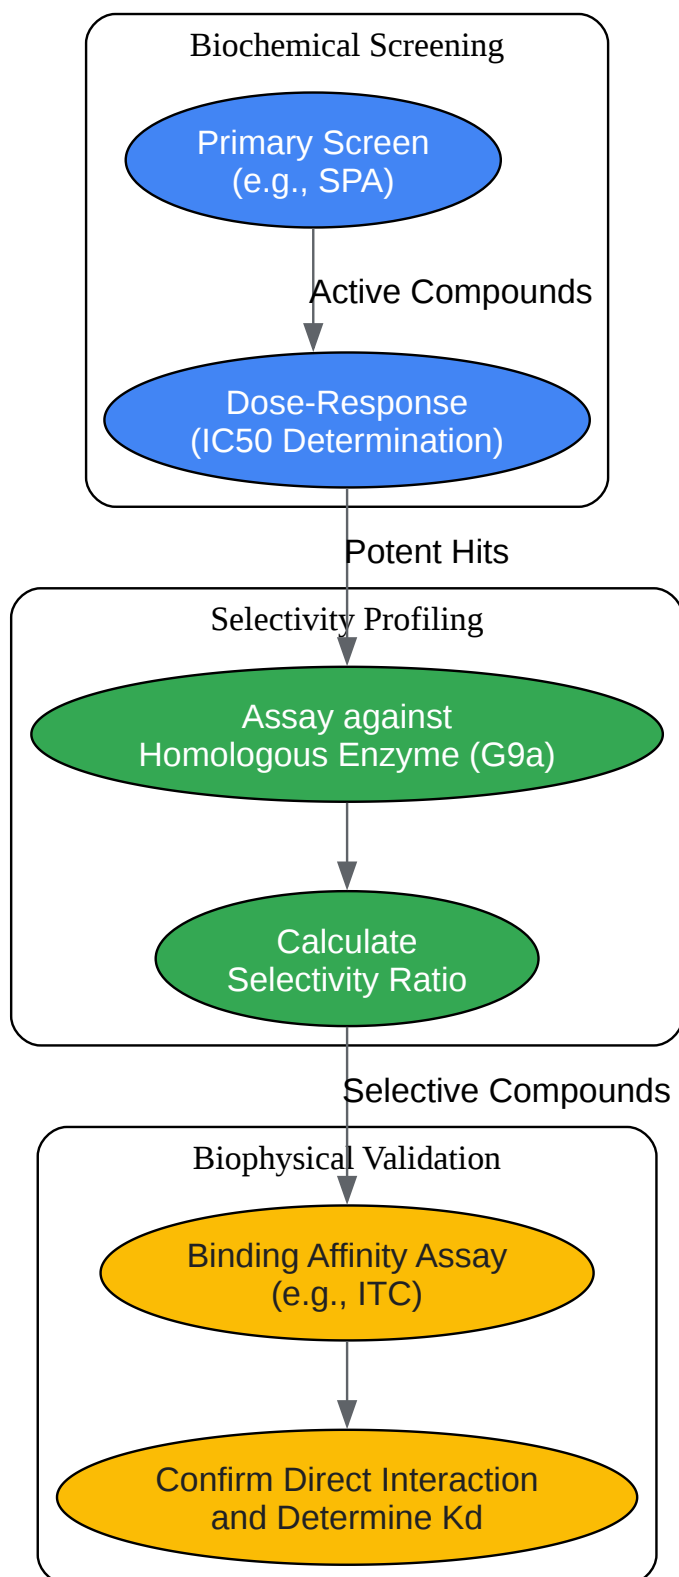 Biochemical Screening
Primary Screen
(e.g., SPA)
Active Compounds
Dose-Response
(IC50 Determination)
Potent Hits
Selectivity Profiling
Assay against
Homologous Enzyme (G9a)
Calculate
Selectivity Ratio
Selective Compounds
Biophysical Validation
Binding Affinity Assay
(e.g., ITC)
Confirm Direct Interaction
and Determine Kd